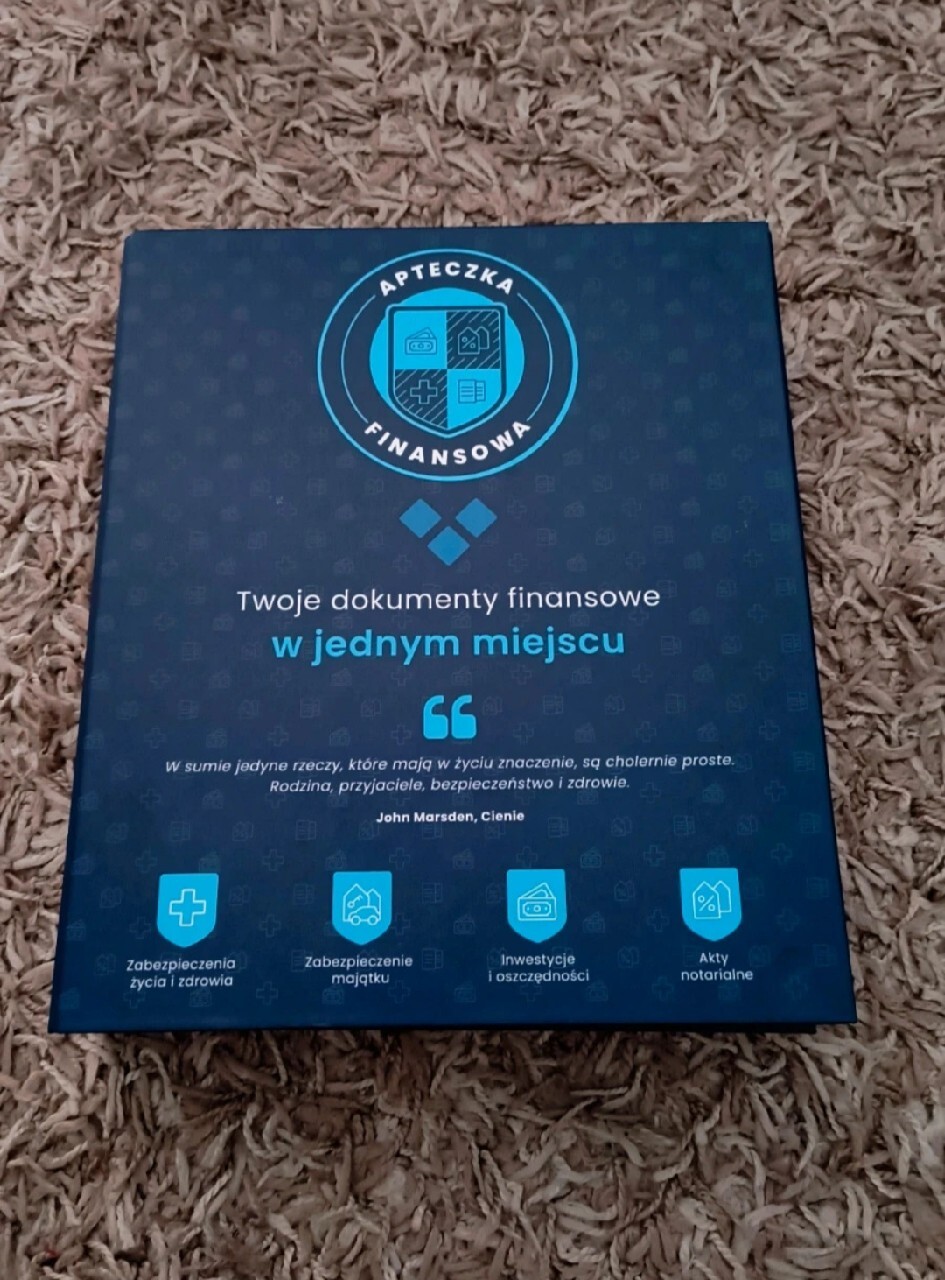 APTECZKA
FINANSOWA
Twoje dokumenty finansowe
w jednym miejscu
“
W sumie jedyne rzeczy, które mają w życiu znaczenie, są cholernie proste.
Rodzina, przyjaciele, bezpieczeństwo i zdrowie.
John Marsden, Cienie
Zabezpieczenia
życia i zdrowia
Zabezpieczenie
majątku
Inwestycje
i oszczędności
Akty
notarialne